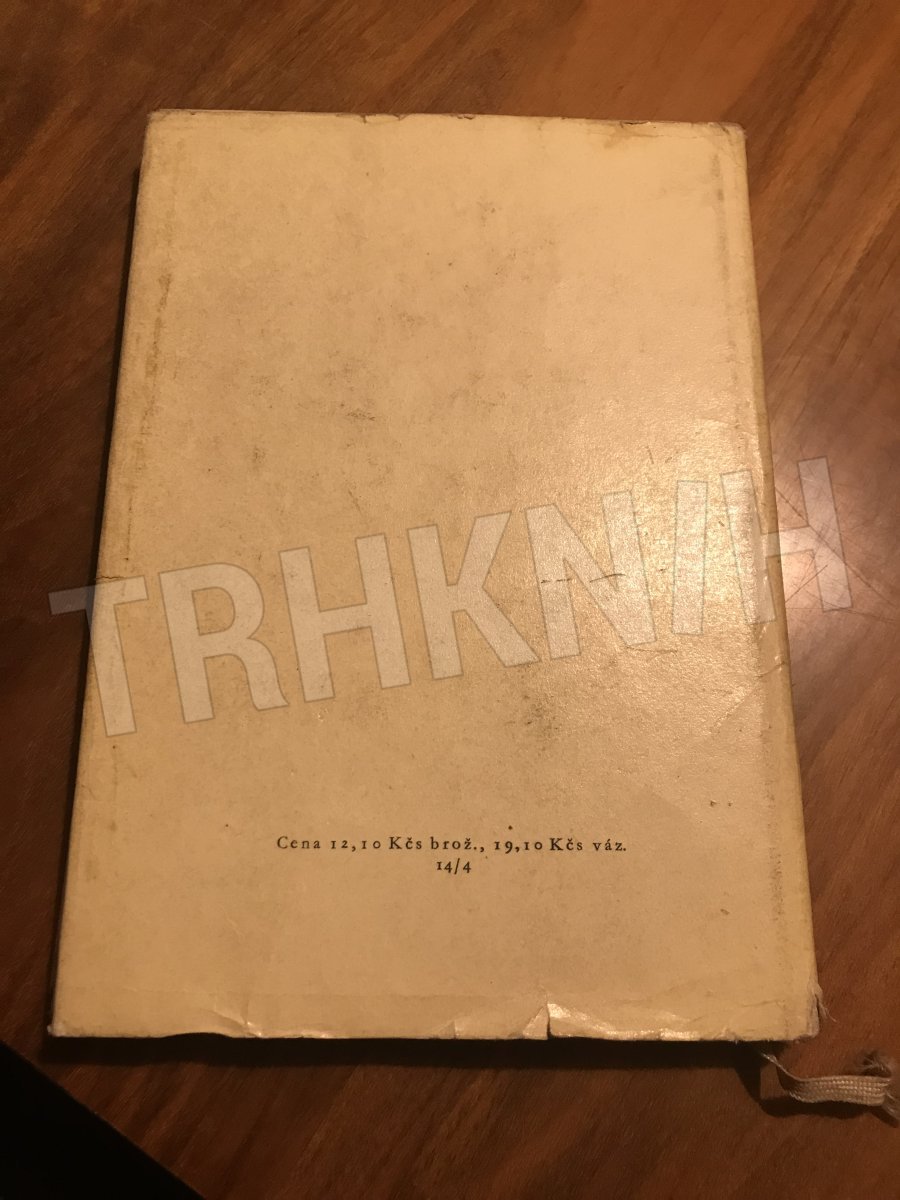 TRHKNIH
Cena 12,10 Kčs brož., 19,10 Kčs váz.
14/4